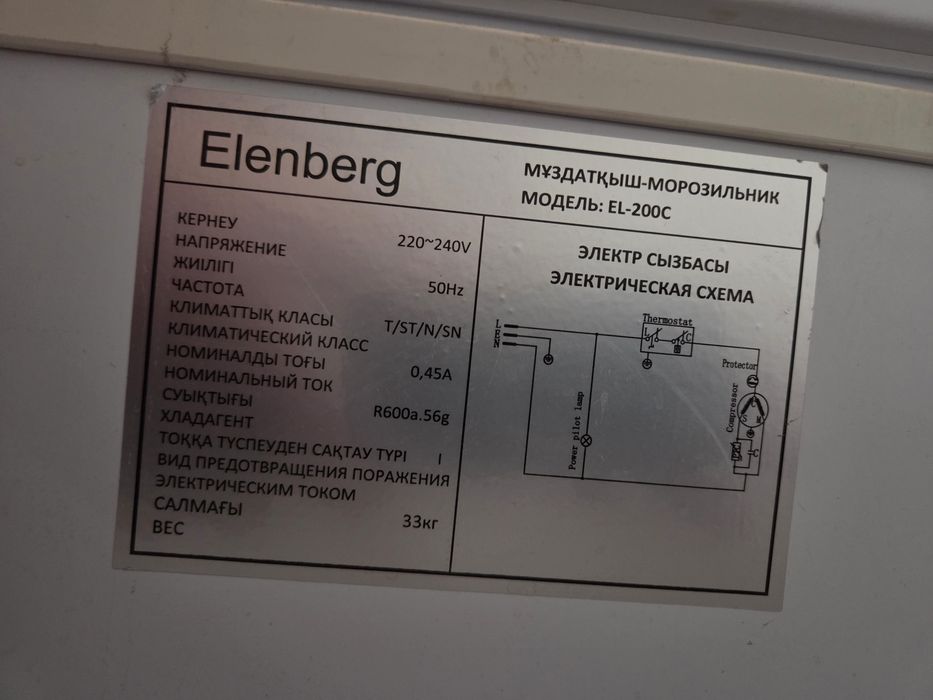 Elenberg
МҰЗДАТҚЫШ-МОРОЗИЛЬНИК
МОДЕЛЬ: EL-200C
КЕРНЕУ
НАПРЯЖЕНИЕ 220~240V
ЖИІЛІГІ
ЧАСТОТА 50Hz
КЛИМАТТЫҚ КЛАСЫ
КЛИМАТИЧЕСКИЙ КЛАСС T/ST/N/SN
НОМИНАЛДЫ ТОҒЫ
НОМИНАЛЬНЫЙ ТОК 0,45A
СУЫҚТЫҒЫ
ХЛАДАГЕНТ R600a.56g
ТОҚҚА ТҮСПЕУДЕН САҚТАУ ТҮРІ I
ВИД ПРЕДОТВРАЩЕНИЯ ПОРАЖЕНИЯ
ЭЛЕКТРИЧЕСКИМ ТОКОМ
САЛМАҒЫ 33кг
ВЕС
ЭЛЕКТР СЫЗБАСЫ
ЭЛЕКТРИЧЕСКАЯ СХЕМА
L
E
N
Thermostat
L
C
Protector
Compressor
C
S
M
C
Power pilot lamp